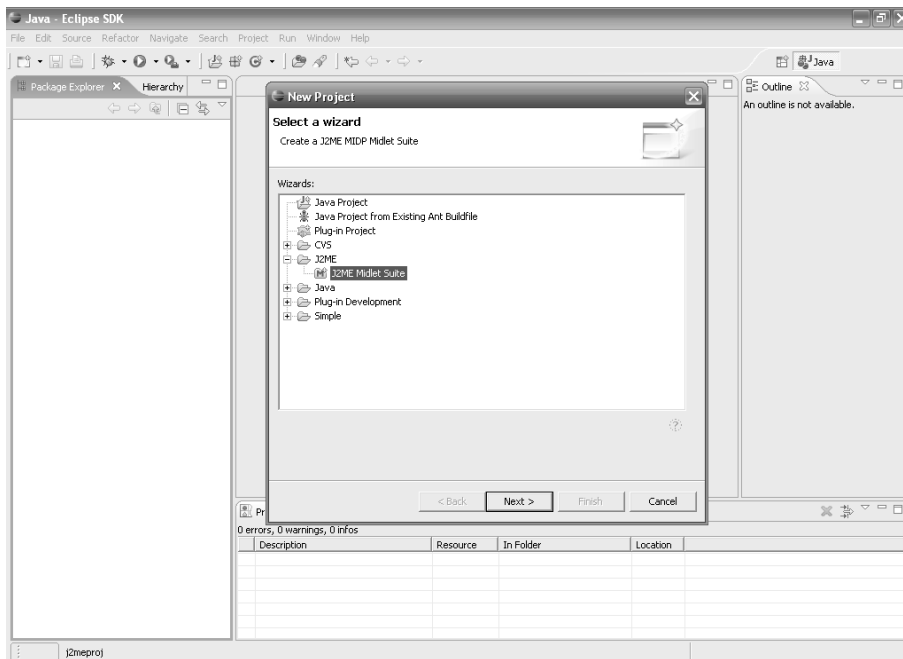 Java - Eclipse SDK
File Edit Source Refactor Navigate Search Project Run Window Help
Java
Package Explorer
Hierarchy
Outline
An outline is not available.
New Project
Select a wizard
Create a J2ME MIDP Midlet Suite
Wizards:
Java Project
Java Project from Existing Ant Buildfile
Plug-in Project
CVS
J2ME
J2ME Midlet Suite
Java
Plug-in Development
Simple
< Back Next > Finish Cancel
Pr
0 errors, 0 warnings, 0 infos
Description Resource In Folder Location
j2meproj